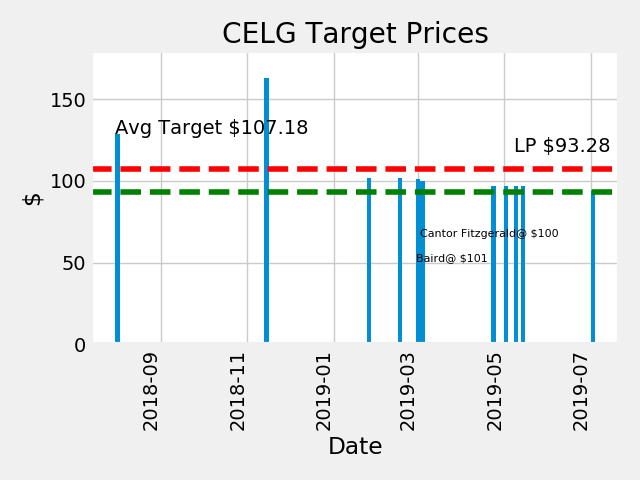 CELG Target Prices
150
Avg Target $107.18
LP $93.28
100
$
Cantor Fitzgerald@ $100
50
Baird@ $101
0
2018-09
2018-11
2019-01
2019-03
2019-05
2019-07
Date